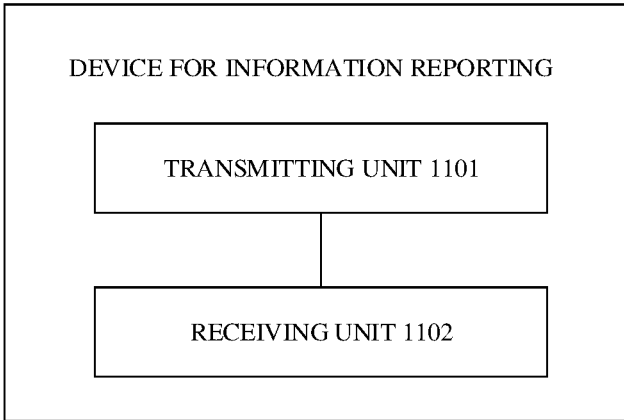 DEVICE FOR INFORMATION REPORTING
TRANSMITTING UNIT 1101
RECEIVING UNIT 1102